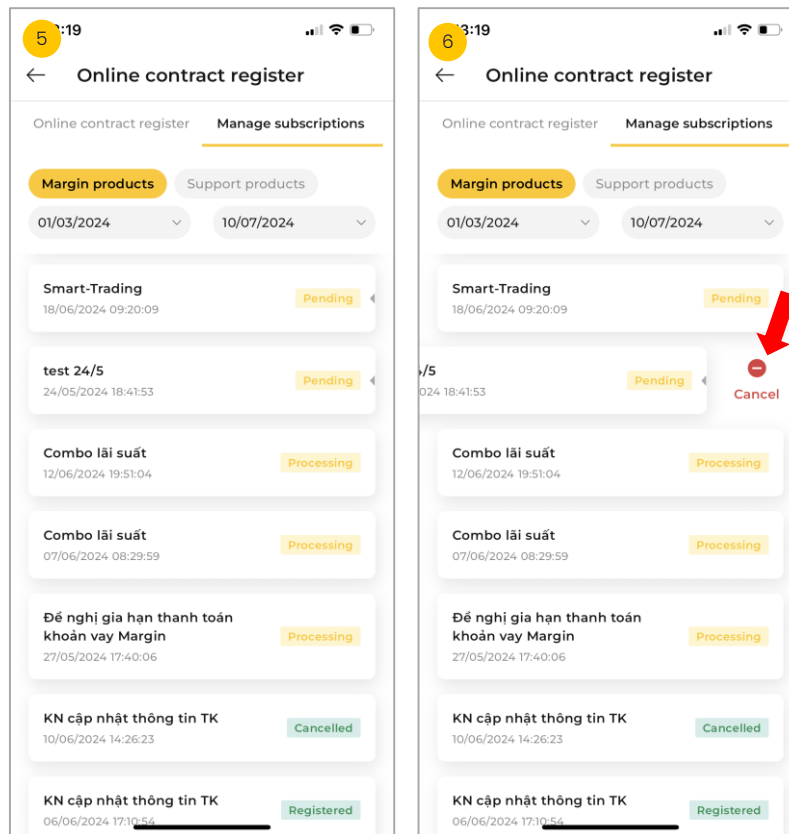 5
:19
Online contract register
Online contract register Manage subscriptions
Margin products Support products
01/03/2024 10/07/2024
Smart-Trading
18/06/2024 09:20:09
Pending
test 24/5
24/05/2024 18:41:53
Pending
Combo lãi suất
12/06/2024 19:51:04
Processing
Combo lãi suất
07/06/2024 08:29:59
Processing
Đề nghị gia hạn thanh toán
khoản vay Margin
27/05/2024 17:40:06
Processing
KN cập nhật thông tin TK
10/06/2024 14:26:23
Cancelled
KN cập nhật thông tin TK
06/06/2024 17:10:54
Registered
6
3:19
Online contract register
Online contract register Manage subscriptions
Margin products Support products
01/03/2024 10/07/2024
Smart-Trading
18/06/2024 09:20:09
Pending
/5
024 18:41:53
Pending
Cancel
Combo lãi suất
12/06/2024 19:51:04
Processing
Combo lãi suất
07/06/2024 08:29:59
Processing
Đề nghị gia hạn thanh toán
khoản vay Margin
27/05/2024 17:40:06
Processing
KN cập nhật thông tin TK
10/06/2024 14:26:23
Cancelled
KN cập nhật thông tin TK
06/06/2024 17:10:54
Registered